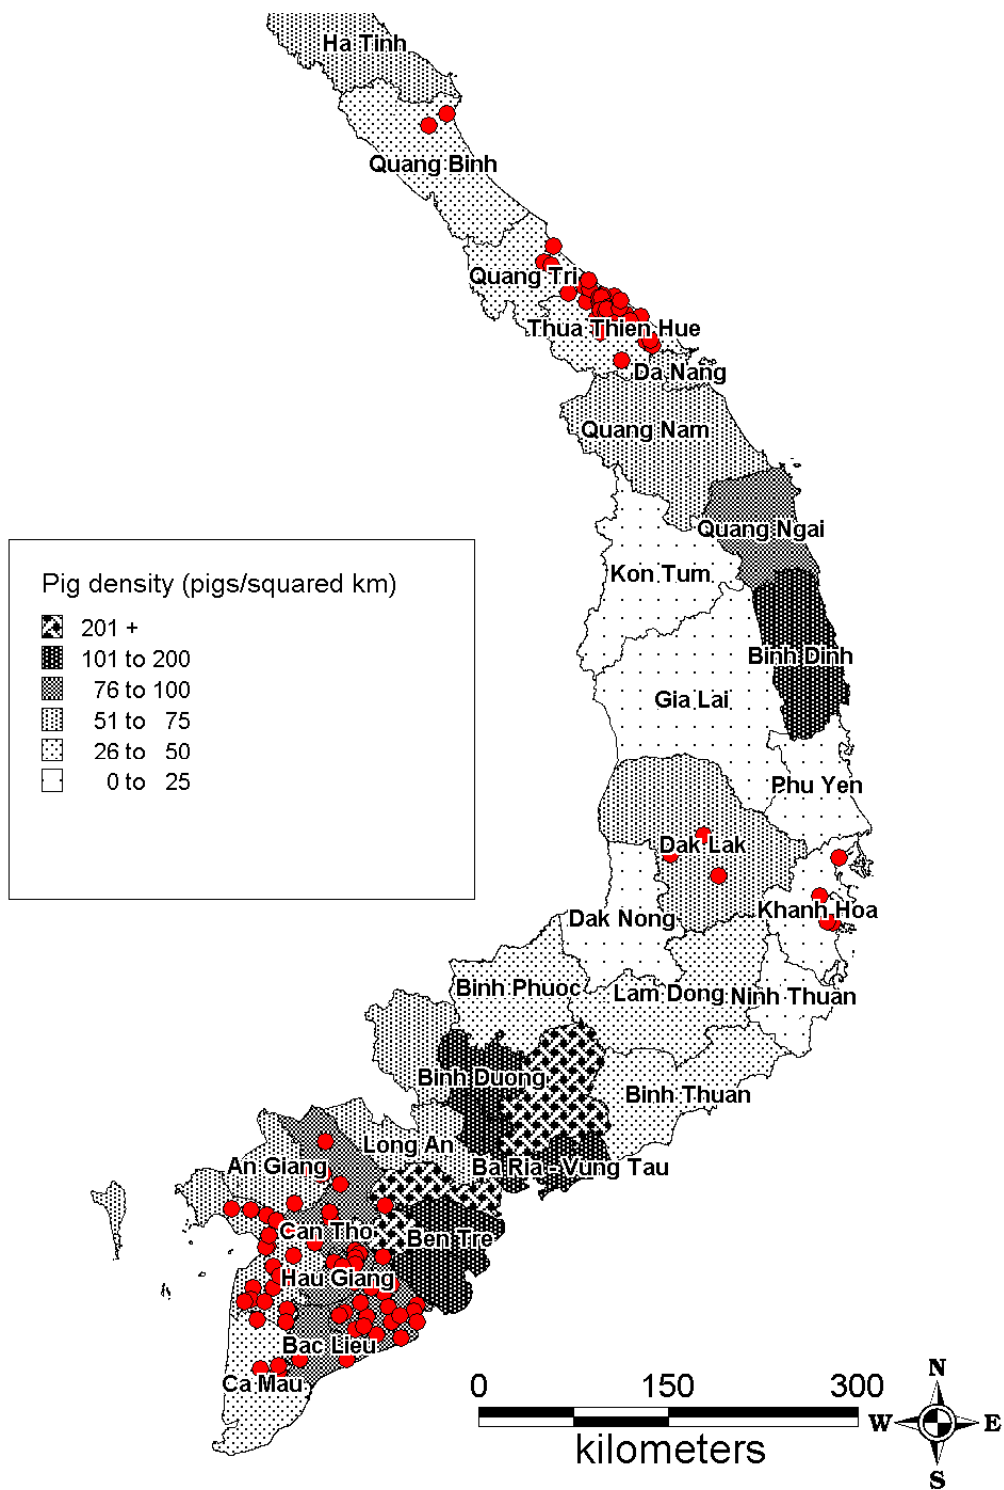 Ha Tinh
Quang Binh
Quang Tri
Thua Thien Hue
Da Nang
Quang Nam
Quang Ngai
Kon Tum
Binh Dinh
Gia Lai
Phu Yen
Dak Lak
Khanh Hoa
Dak Nong
Binh Phuoc
Lam Dong
Ninh Thuan
Binh Duong
Binh Thuan
Long An
An Giang
Ba Ria - Vung Tau
Can Tho
Ben Tre
Hau Giang
Bac Lieu
Ca Mau
Pig density (pigs/squared km)
201 +
101 to 200
76 to 100
51 to 75
26 to 50
0 to 25
0 150 300
kilometers
N
W E
S